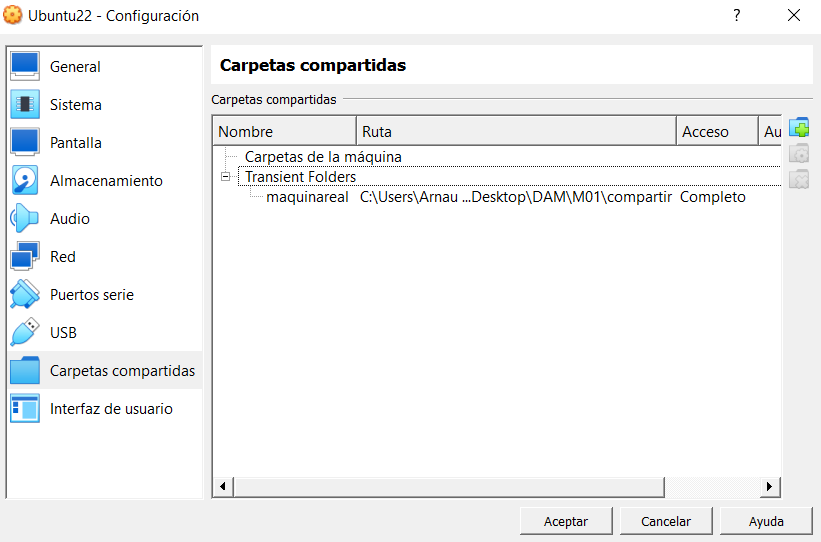 Ubuntu22 - Configuración
?
General
Sistema
Pantalla
Almacenamiento
Audio
Red
Puertos serie
USB
Carpetas compartidas
Interfaz de usuario
Carpetas compartidas
Carpetas compartidas
Nombre Ruta Acceso Au
Carpetas de la máquina
Transient Folders
maquinareal C:\Users\Arnau ...Desktop\DAM\M01\compartir Completo
Aceptar Cancelar Ayuda